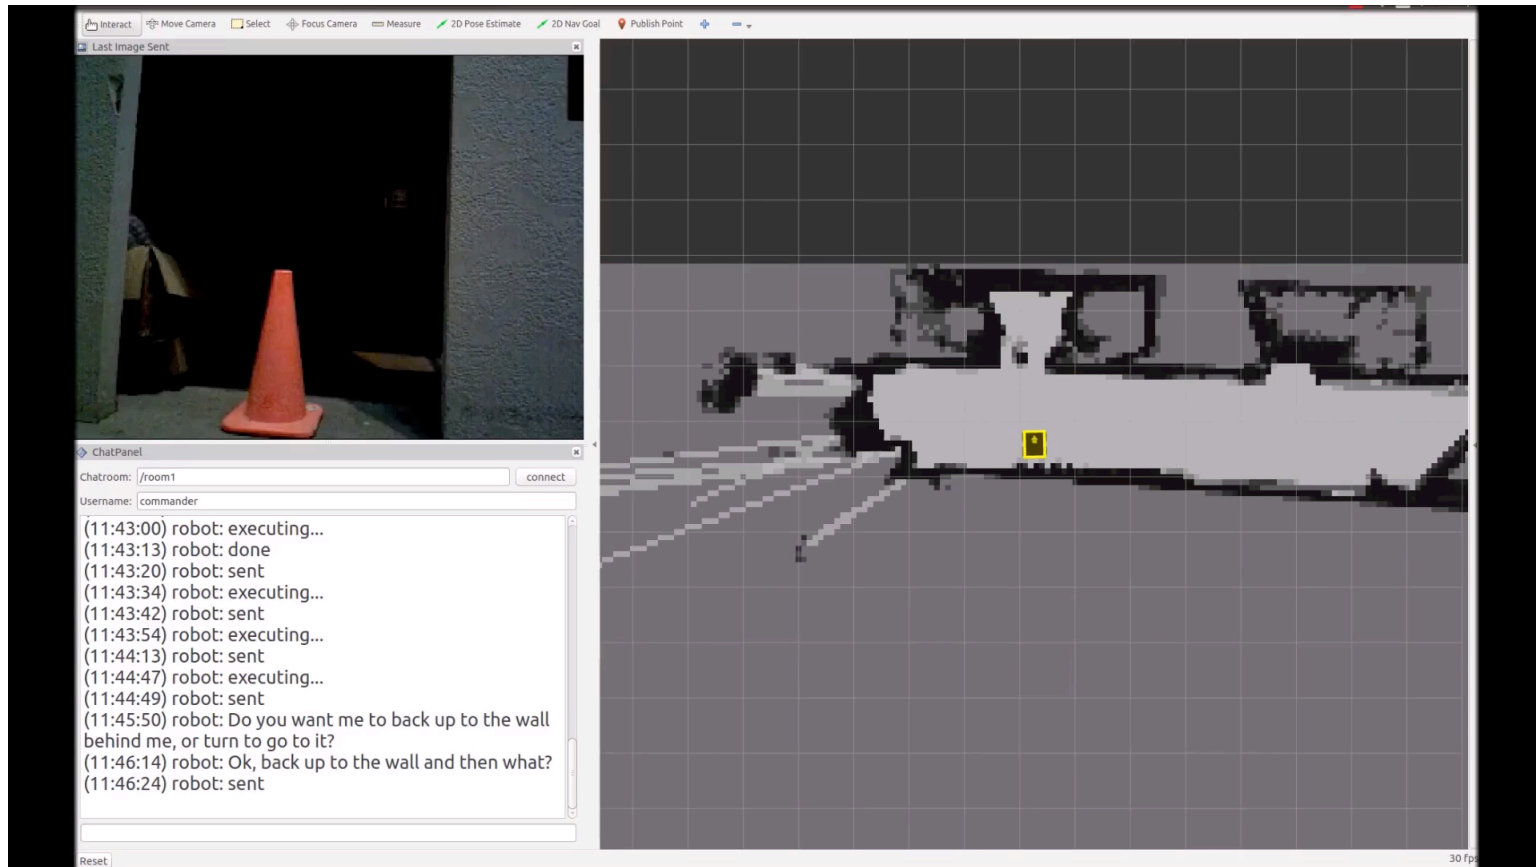 Interact Move Camera Select Focus Camera Measure 2D Pose Estimate 2D Nav Goal Publish Point
Last Image Sent
ChatPanel
Chatroom: /room1 connect
Username: commander
(11:43:00) robot: executing...
(11:43:13) robot: done
(11:43:20) robot: sent
(11:43:34) robot: executing...
(11:43:42) robot: sent
(11:43:54) robot: executing...
(11:44:13) robot: sent
(11:44:47) robot: executing...
(11:44:49) robot: sent
(11:45:50) robot: Do you want me to back up to the wall
behind me, or turn to go to it?
(11:46:14) robot: Ok, back up to the wall and then what?
(11:46:24) robot: sent
Reset
30 fps